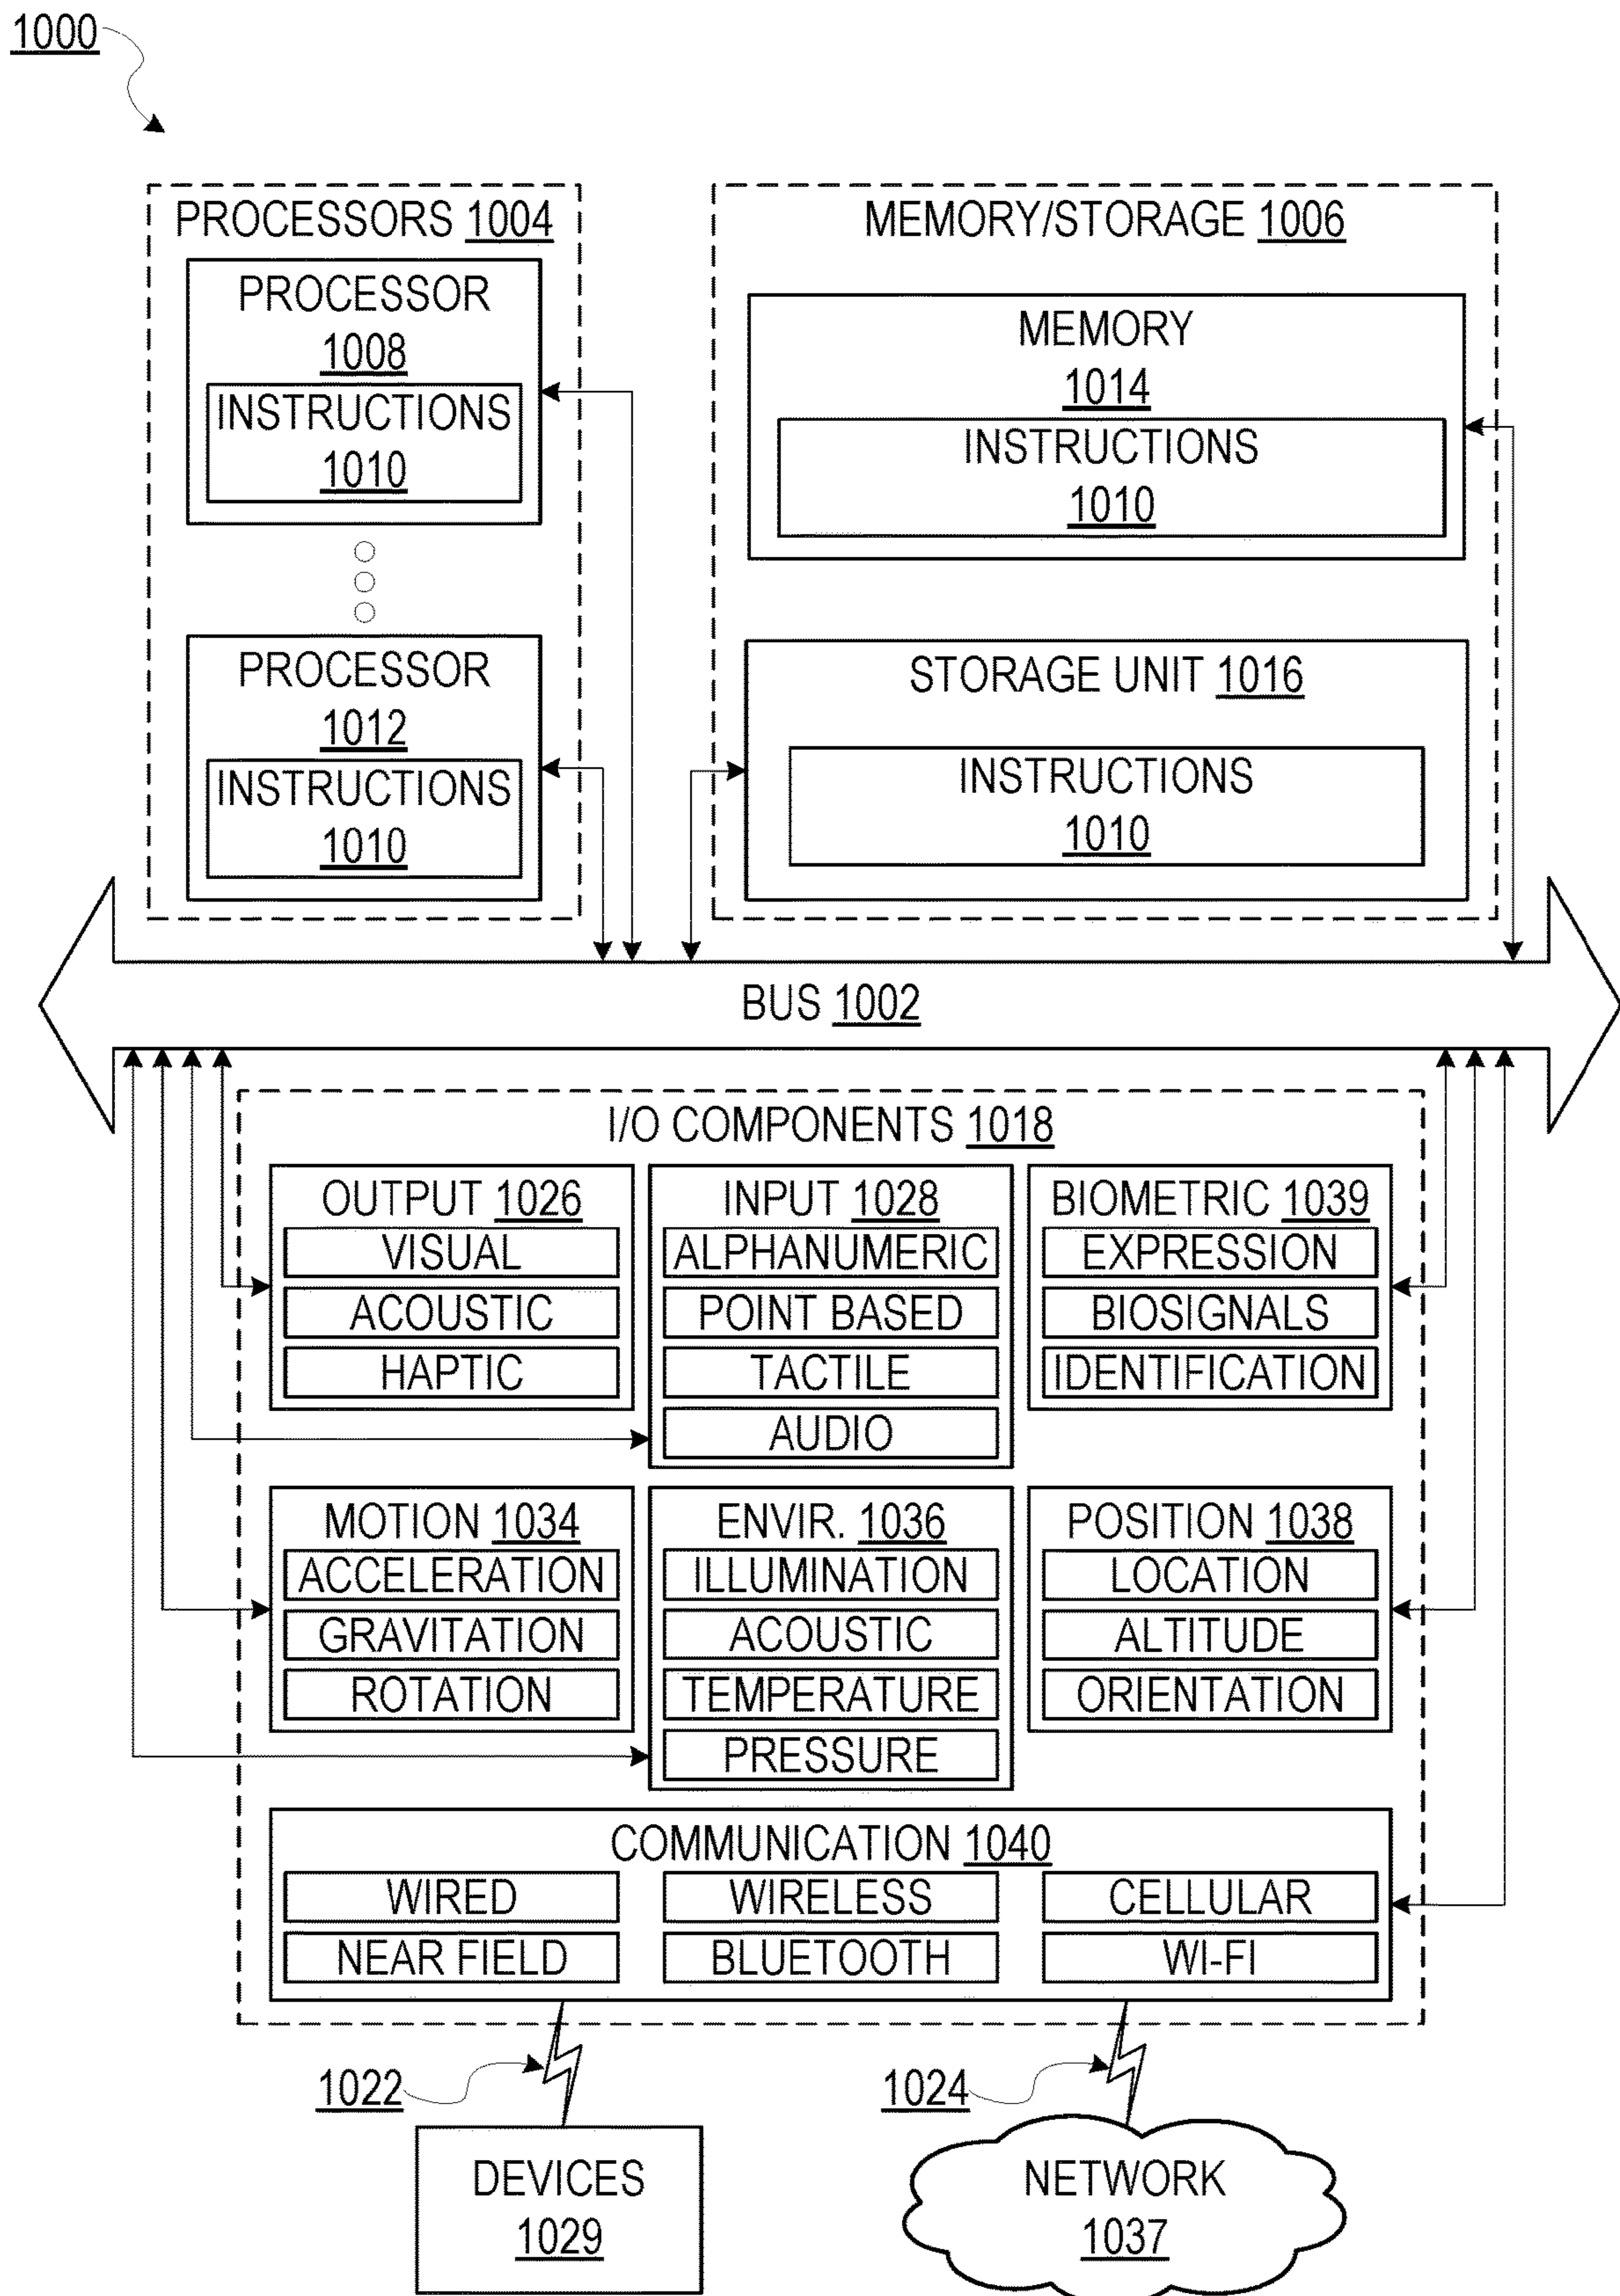 1000
PROCESSORS 1004
PROCESSOR
1008
INSTRUCTIONS
1010
PROCESSOR
1012
INSTRUCTIONS
1010
MEMORY/STORAGE 1006
MEMORY
1014
INSTRUCTIONS
1010
STORAGE UNIT 1016
INSTRUCTIONS
1010
BUS 1002
I/O COMPONENTS 1018
OUTPUT 1026
VISUAL
ACOUSTIC
HAPTIC
INPUT 1028
ALPHANUMERIC
POINT BASED
TACTILE
AUDIO
BIOMETRIC 1039
EXPRESSION
BIOSIGNALS
IDENTIFICATION
MOTION 1034
ACCELERATION
GRAVITATION
ROTATION
ENVIR. 1036
ILLUMINATION
ACOUSTIC
TEMPERATURE
PRESSURE
POSITION 1038
LOCATION
ALTITUDE
ORIENTATION
COMMUNICATION 1040
WIRED
WIRELESS
CELLULAR
NEAR FIELD
BLUETOOTH
WI-FI
1022
1024
DEVICES
1029
NETWORK
1037